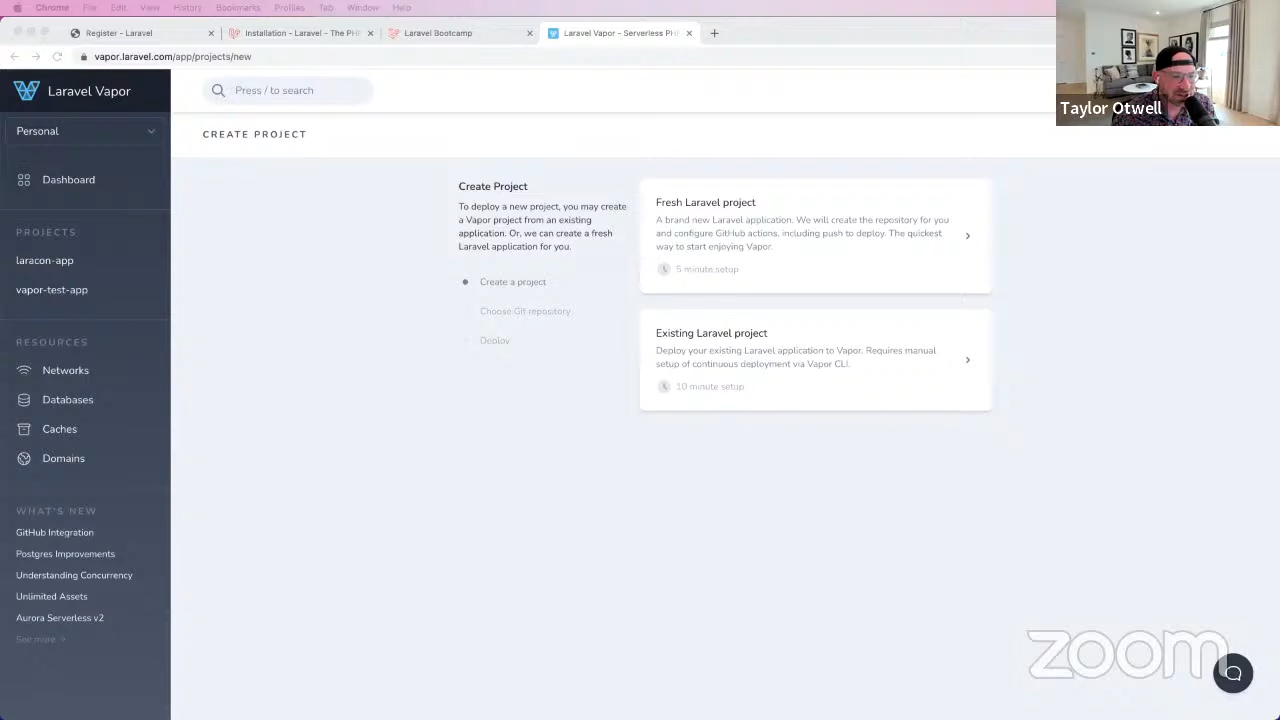 Chrome File Edit View History Bookmarks Profiles Tab Window Help
Register - Laravel
Installation - Laravel - The PH
Laravel Bootcamp
Laravel Vapor - Serverless PH
vapor.laravel.com/app/projects/new
Laravel Vapor
Press / to search
Taylor Otwell
Personal
CREATE PROJECT
Dashboard
PROJECTS
laracon-app
vapor-test-app
RESOURCES
Networks
Databases
Caches
Domains
WHAT'S NEW
GitHub Integration
Postgres Improvements
Understanding Concurrency
Unlimited Assets
Aurora Serverless v2
See more →
Create Project
To deploy a new project, you may create
a Vapor project from an existing
application. Or, we can create a fresh
Laravel application for you.
Create a project
Choose Git repository
Deploy
Fresh Laravel project
A brand new Laravel application. We will create the repository for you
and configure GitHub actions, including push to deploy. The quickest
way to start enjoying Vapor.
5 minute setup
Existing Laravel project
Deploy your existing Laravel application to Vapor. Requires manual
setup of continuous deployment via Vapor CLI.
10 minute setup
zoom